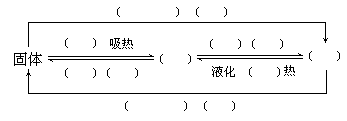 （　　　　） （　　）
（　　） 吸热 （　　）（　　）
固体 （　　） （　　）
（　　）（　　） 液化 （　　）热
（　　　　） （　　）